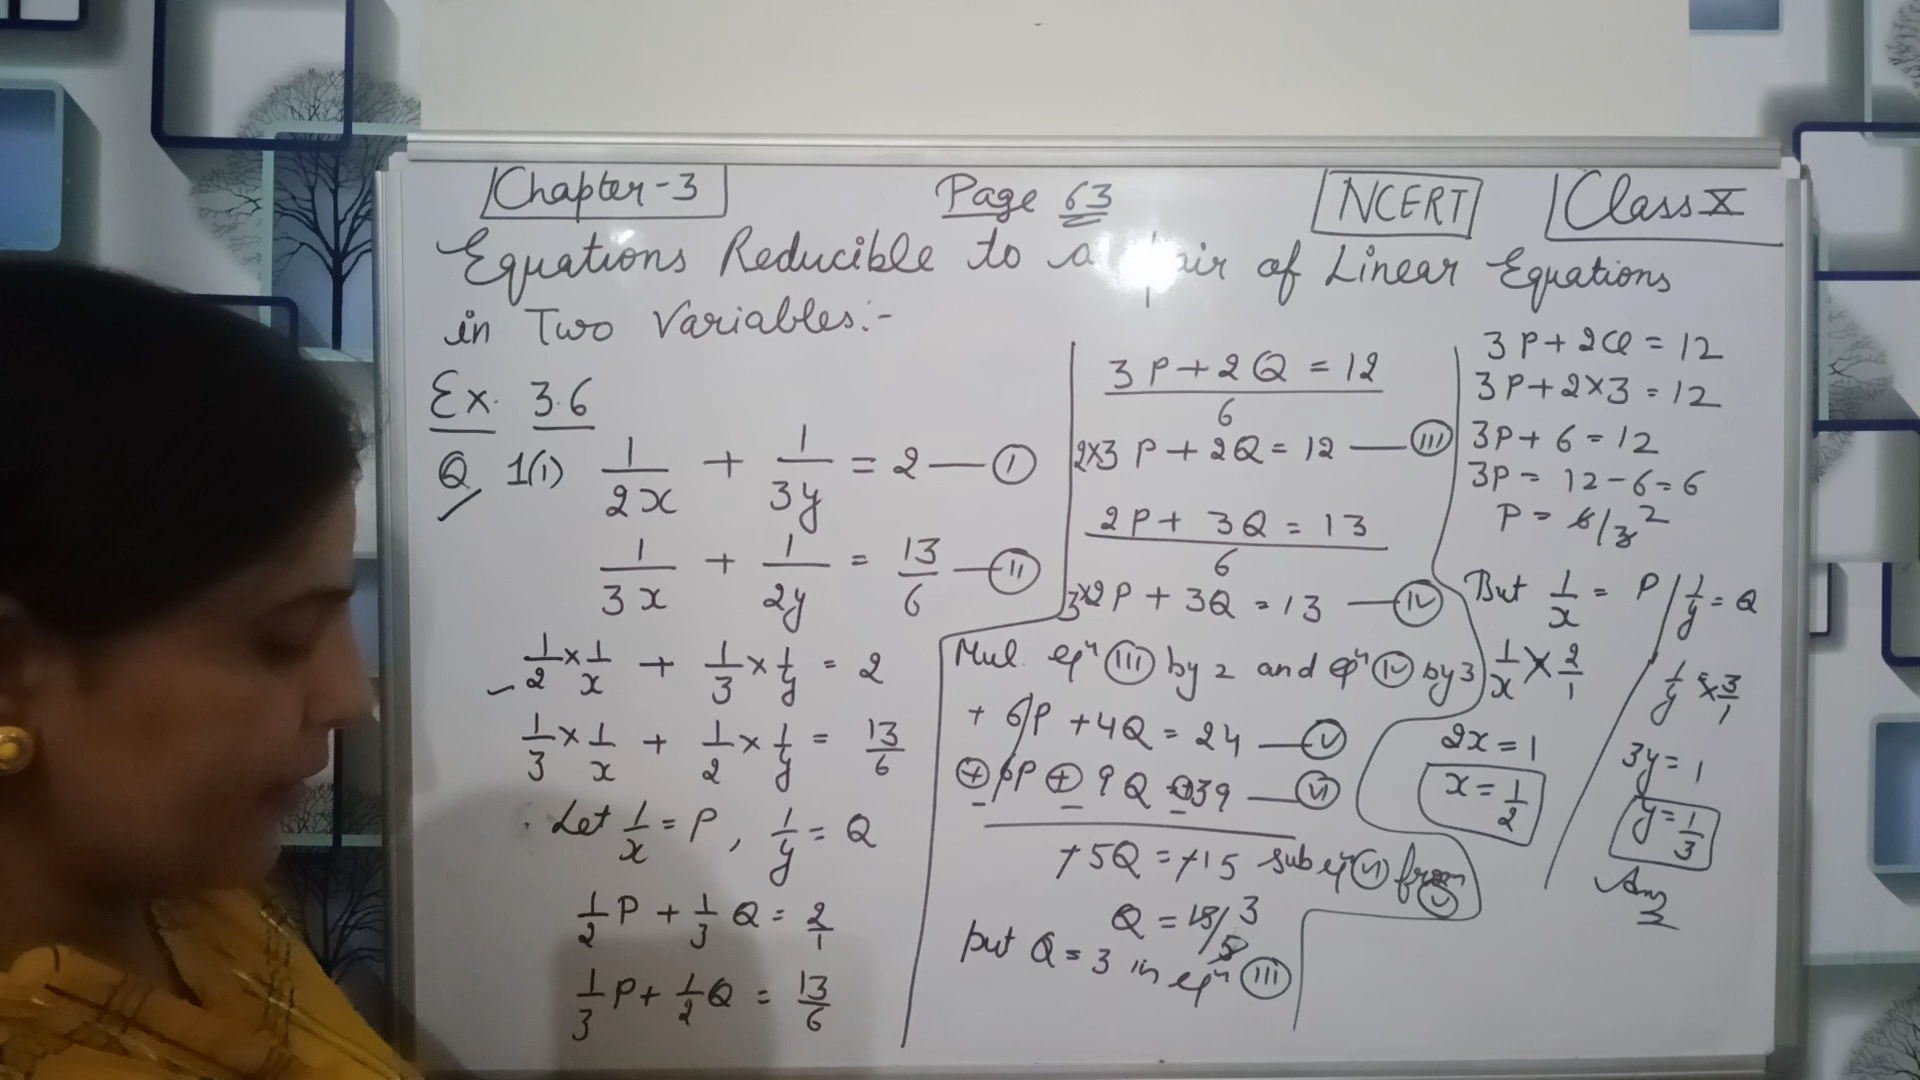 Chapter-3 Page 63 NCERT Class X
Equations Reducible to a Pair of Linear Equations
in Two Variables:-
Ex. 3.6
Q 1(i) 1/2x + 1/3y = 2 — (I)
1/3x + 1/2y = 13/6 — (II)
1/2 × 1/x + 1/3 × 1/y = 2
1/3 × 1/x + 1/2 × 1/y = 13/6
Let 1/x = P, 1/y = Q
1/2 P + 1/3 Q = 2/1
1/3 P + 1/2 Q = 13/6
3P + 2Q = 12
6
2×3 P + 2Q = 12 — (III)
2P + 3Q = 13
6
3×2P + 3Q = 13 — (IV)
Mul. eqn (III) by 2 and eqn (IV) by 3
+ 6P + 4Q = 24 — (V)
+ 6P + 9Q = 39 — (VI)
- - -
+5Q = +15 sub eqn (VI) from (V)
Q = 15/5 3
put Q = 3 in eqn (III)
3P + 2Q = 12
3P + 2×3 = 12
3P + 6 = 12
3P = 12 - 6 = 6
P = 6/3 2
But 1/x = P / 1/y = Q
1/x × 2/1
2x = 1
x = 1/2
1/y × 3/1
3y = 1
y = 1/3
Ans